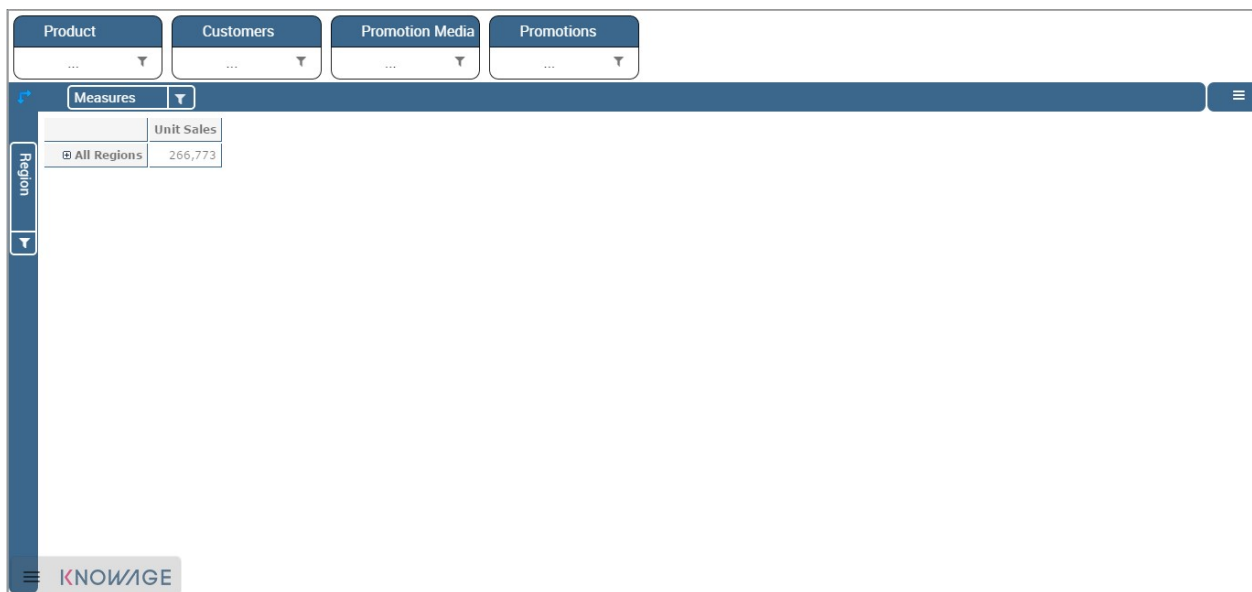 Product Customers Promotion Media Promotions
... ... ... ...
Measures
Unit Sales
All Regions 266,773
Region
KNOWAGE